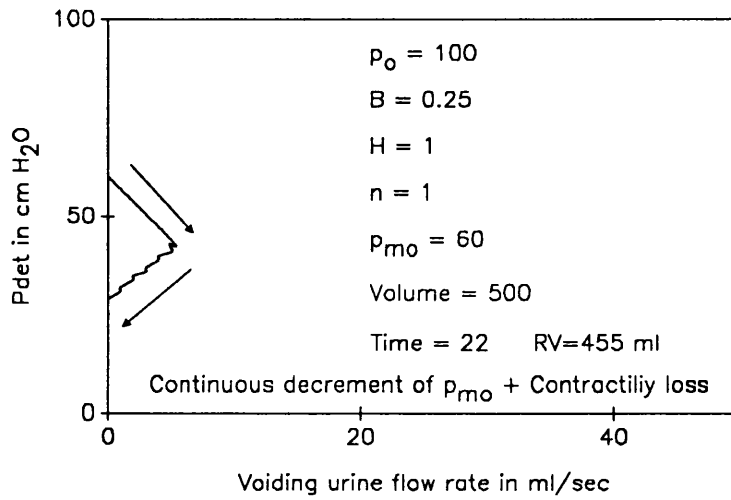 100
50
0
Pdet in cm H₂O
pₒ = 100
B = 0.25
H = 1
n = 1
pₘₒ = 60
Volume = 500
Time = 22 RV=455 ml
Continuous decrement of pₘₒ + Contractiliy loss
0 20 40
Voiding urine flow rate in ml/sec